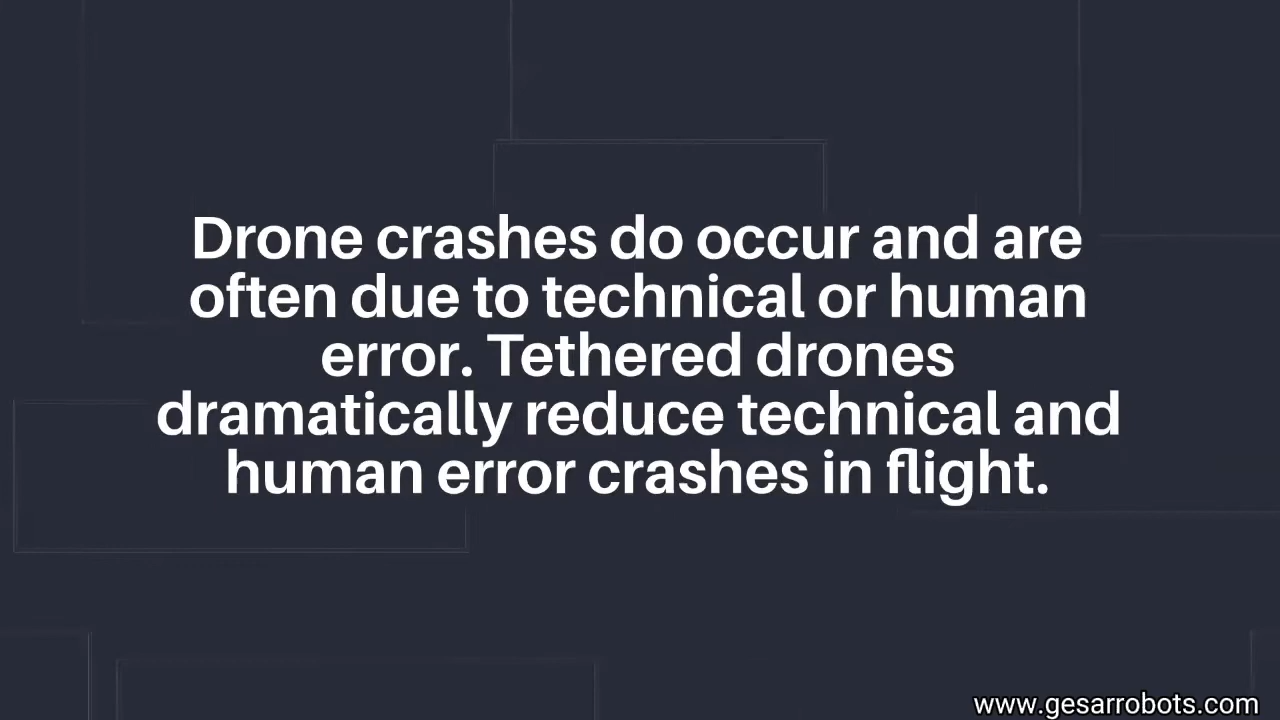 Drone crashes do occur and are
often due to technical or human
error. Tethered drones
dramatically reduce technical and
human error crashes in flight.
www.gesarrobots.com